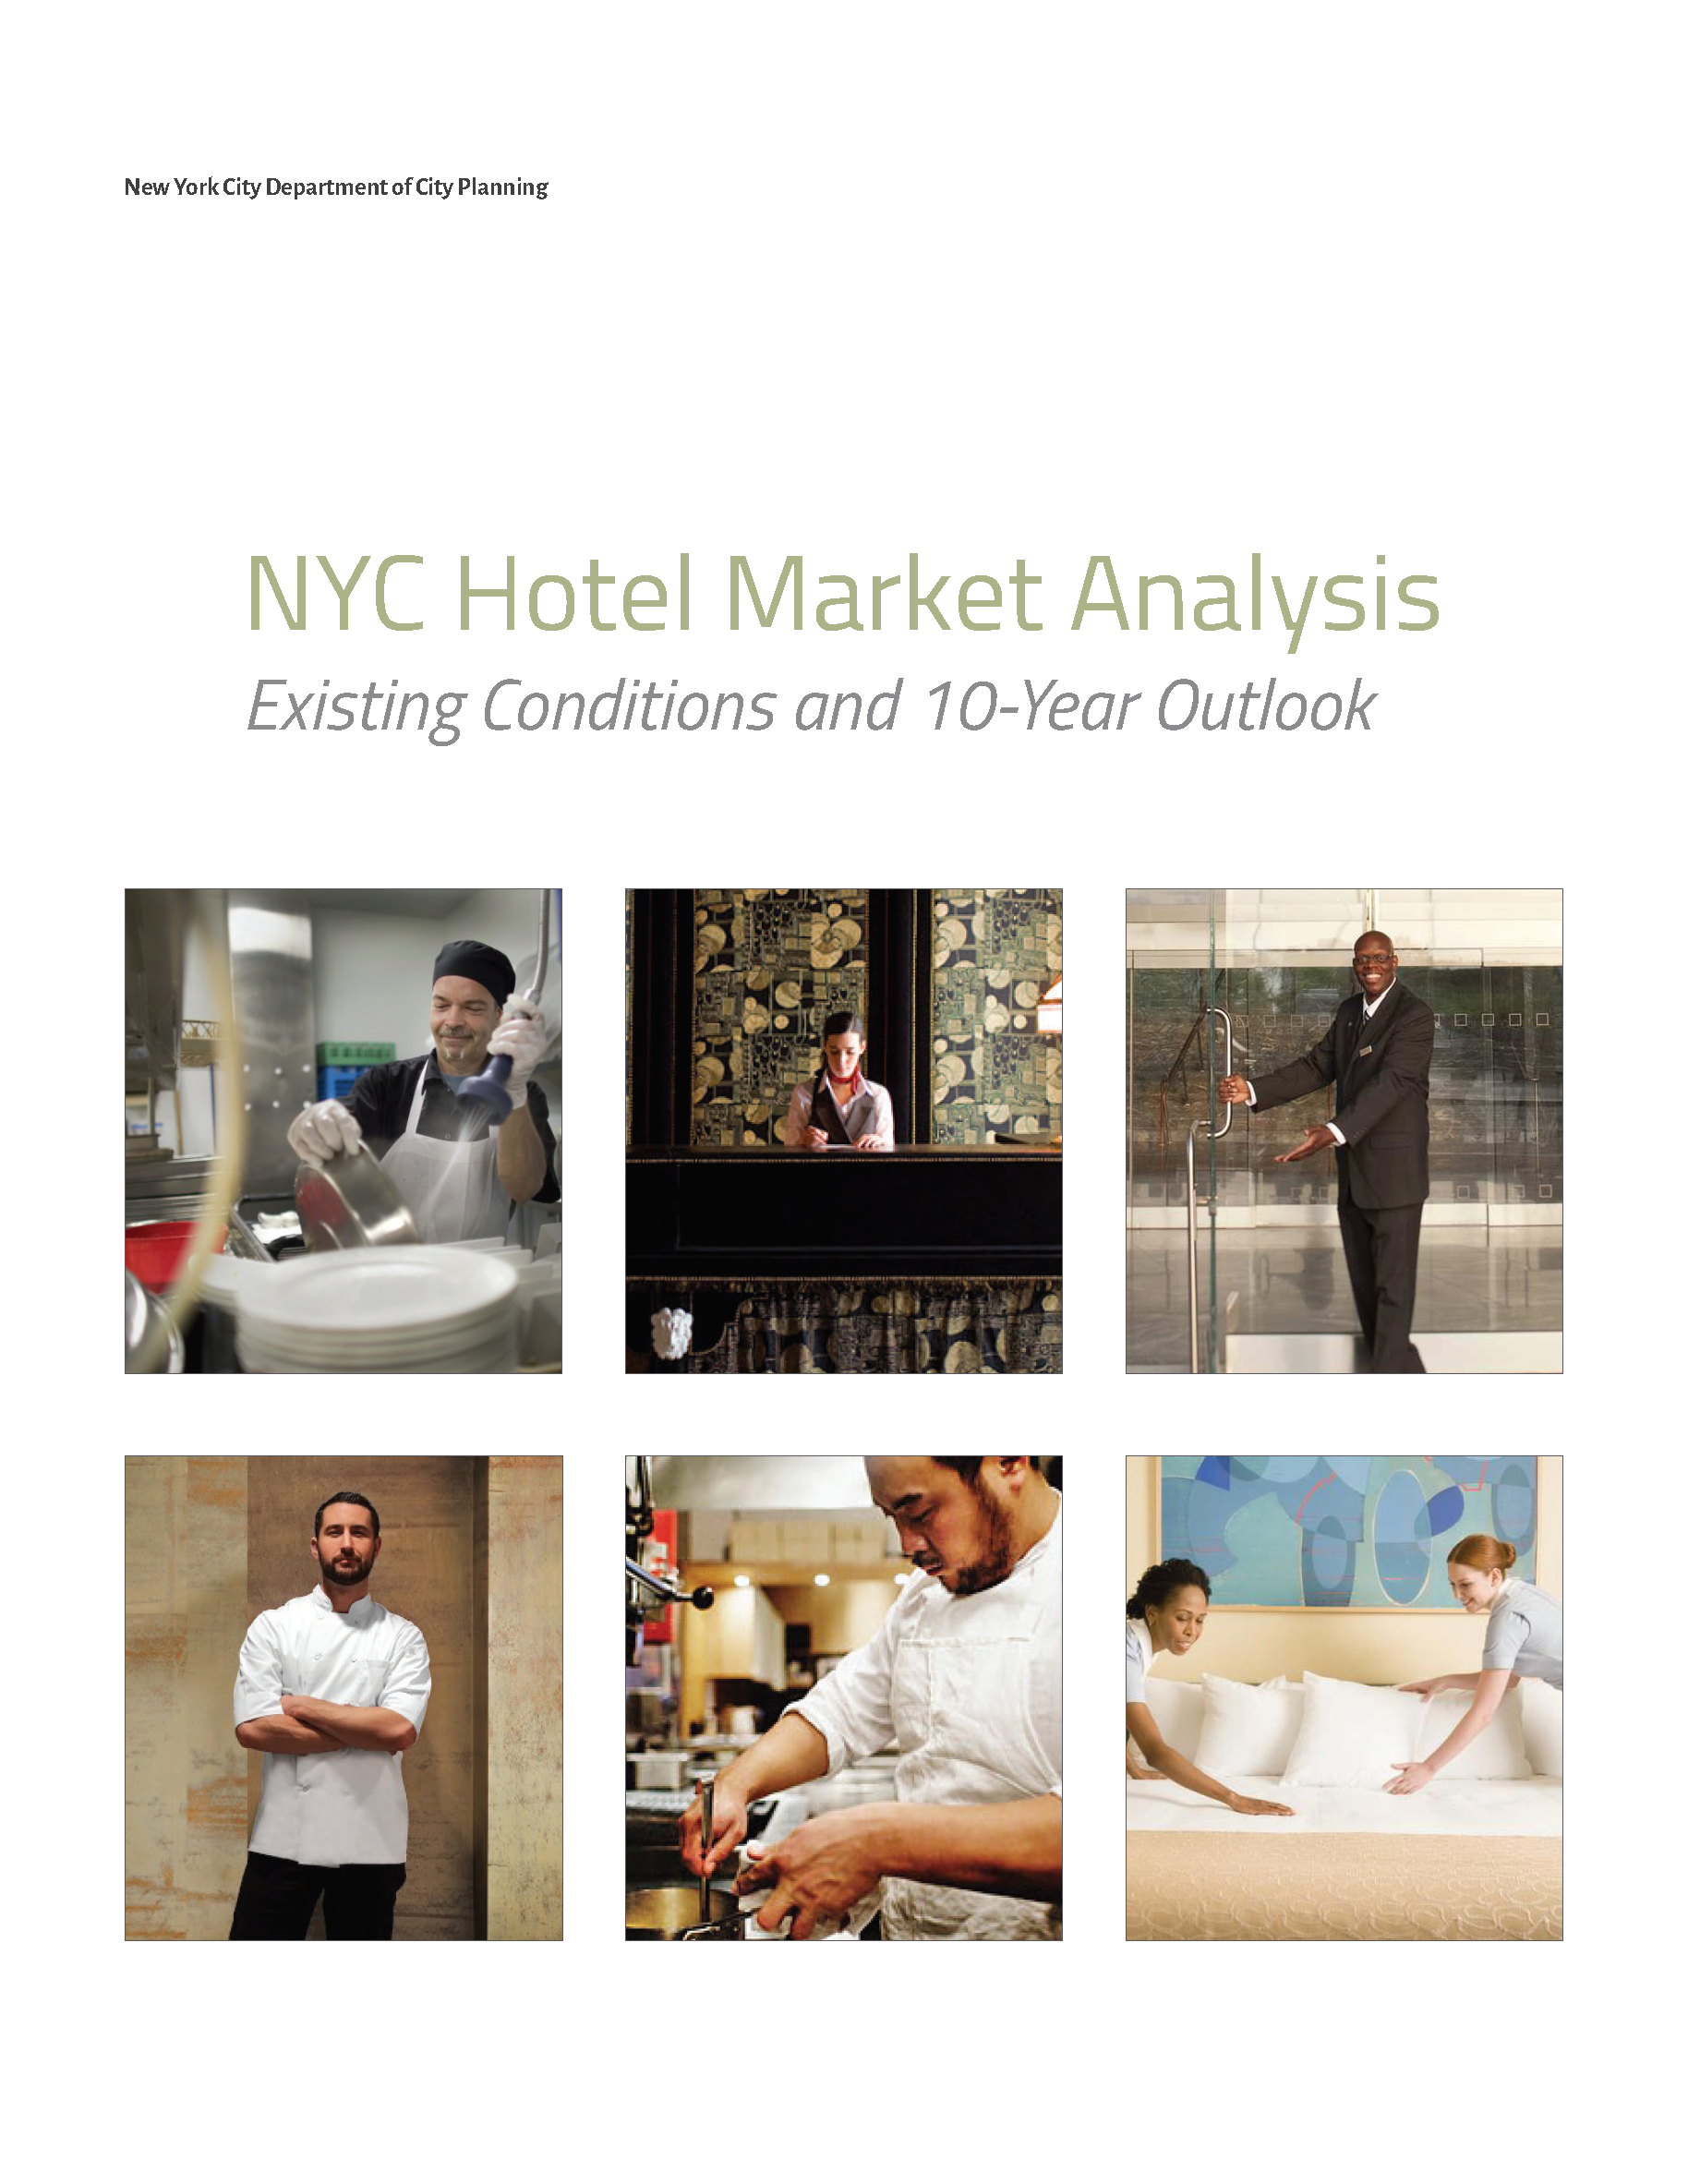 New York City Department of City Planning
NYC Hotel Market Analysis
Existing Conditions and 10-Year Outlook